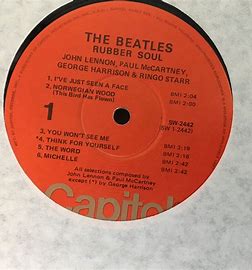 THE BEATLES
RUBBER SOUL
JOHN LENNON, PAUL McCARTNEY,
GEORGE HARRISON & RINGO STARR
1. I'VE JUST SEEN A FACE BMI 2:04
2. NORWEGIAN WOOD BMI 2:00
(This Bird Has Flown)
1
SW-2442
(SW-1-2442)
3. YOU WON'T SEE ME BMI 3:19
*4. THINK FOR YOURSELF BMI 2:16
5. THE WORD BMI 2:42
6. MICHELLE BMI 2:42
All selections composed by
John Lennon & Paul McCartney
except (*) by George Harrison
Capitol